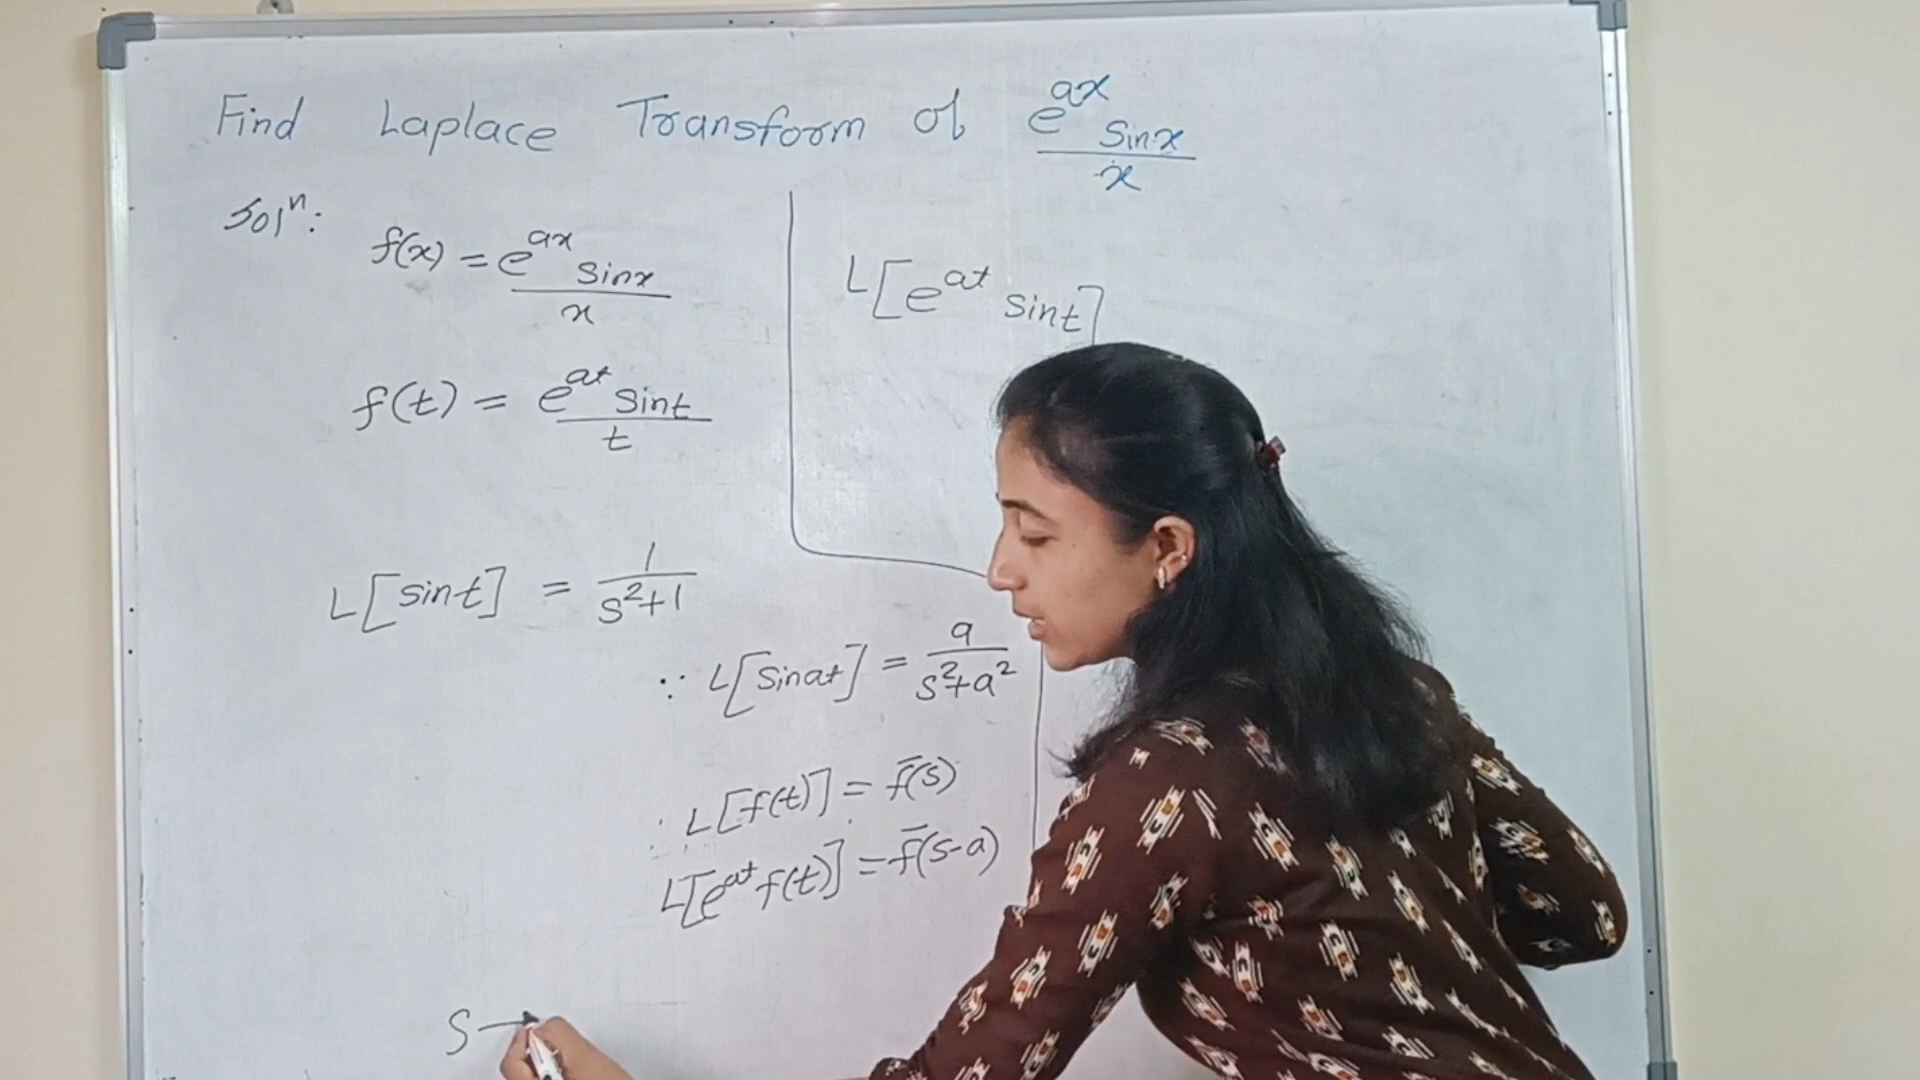 Find Laplace Transform of e^{ax} sinx / x
Solⁿ:
f(x) = e^{ax} sinx / x
f(t) = e^{at} sint / t
L[sint] = 1 / s²+1
∵ L[sinat] = a / s²+a²
∴ L[f(t)] = f̄(s)
L[e^{at} f(t)] = f̄(s-a)
S—
L[e^{at} sint]